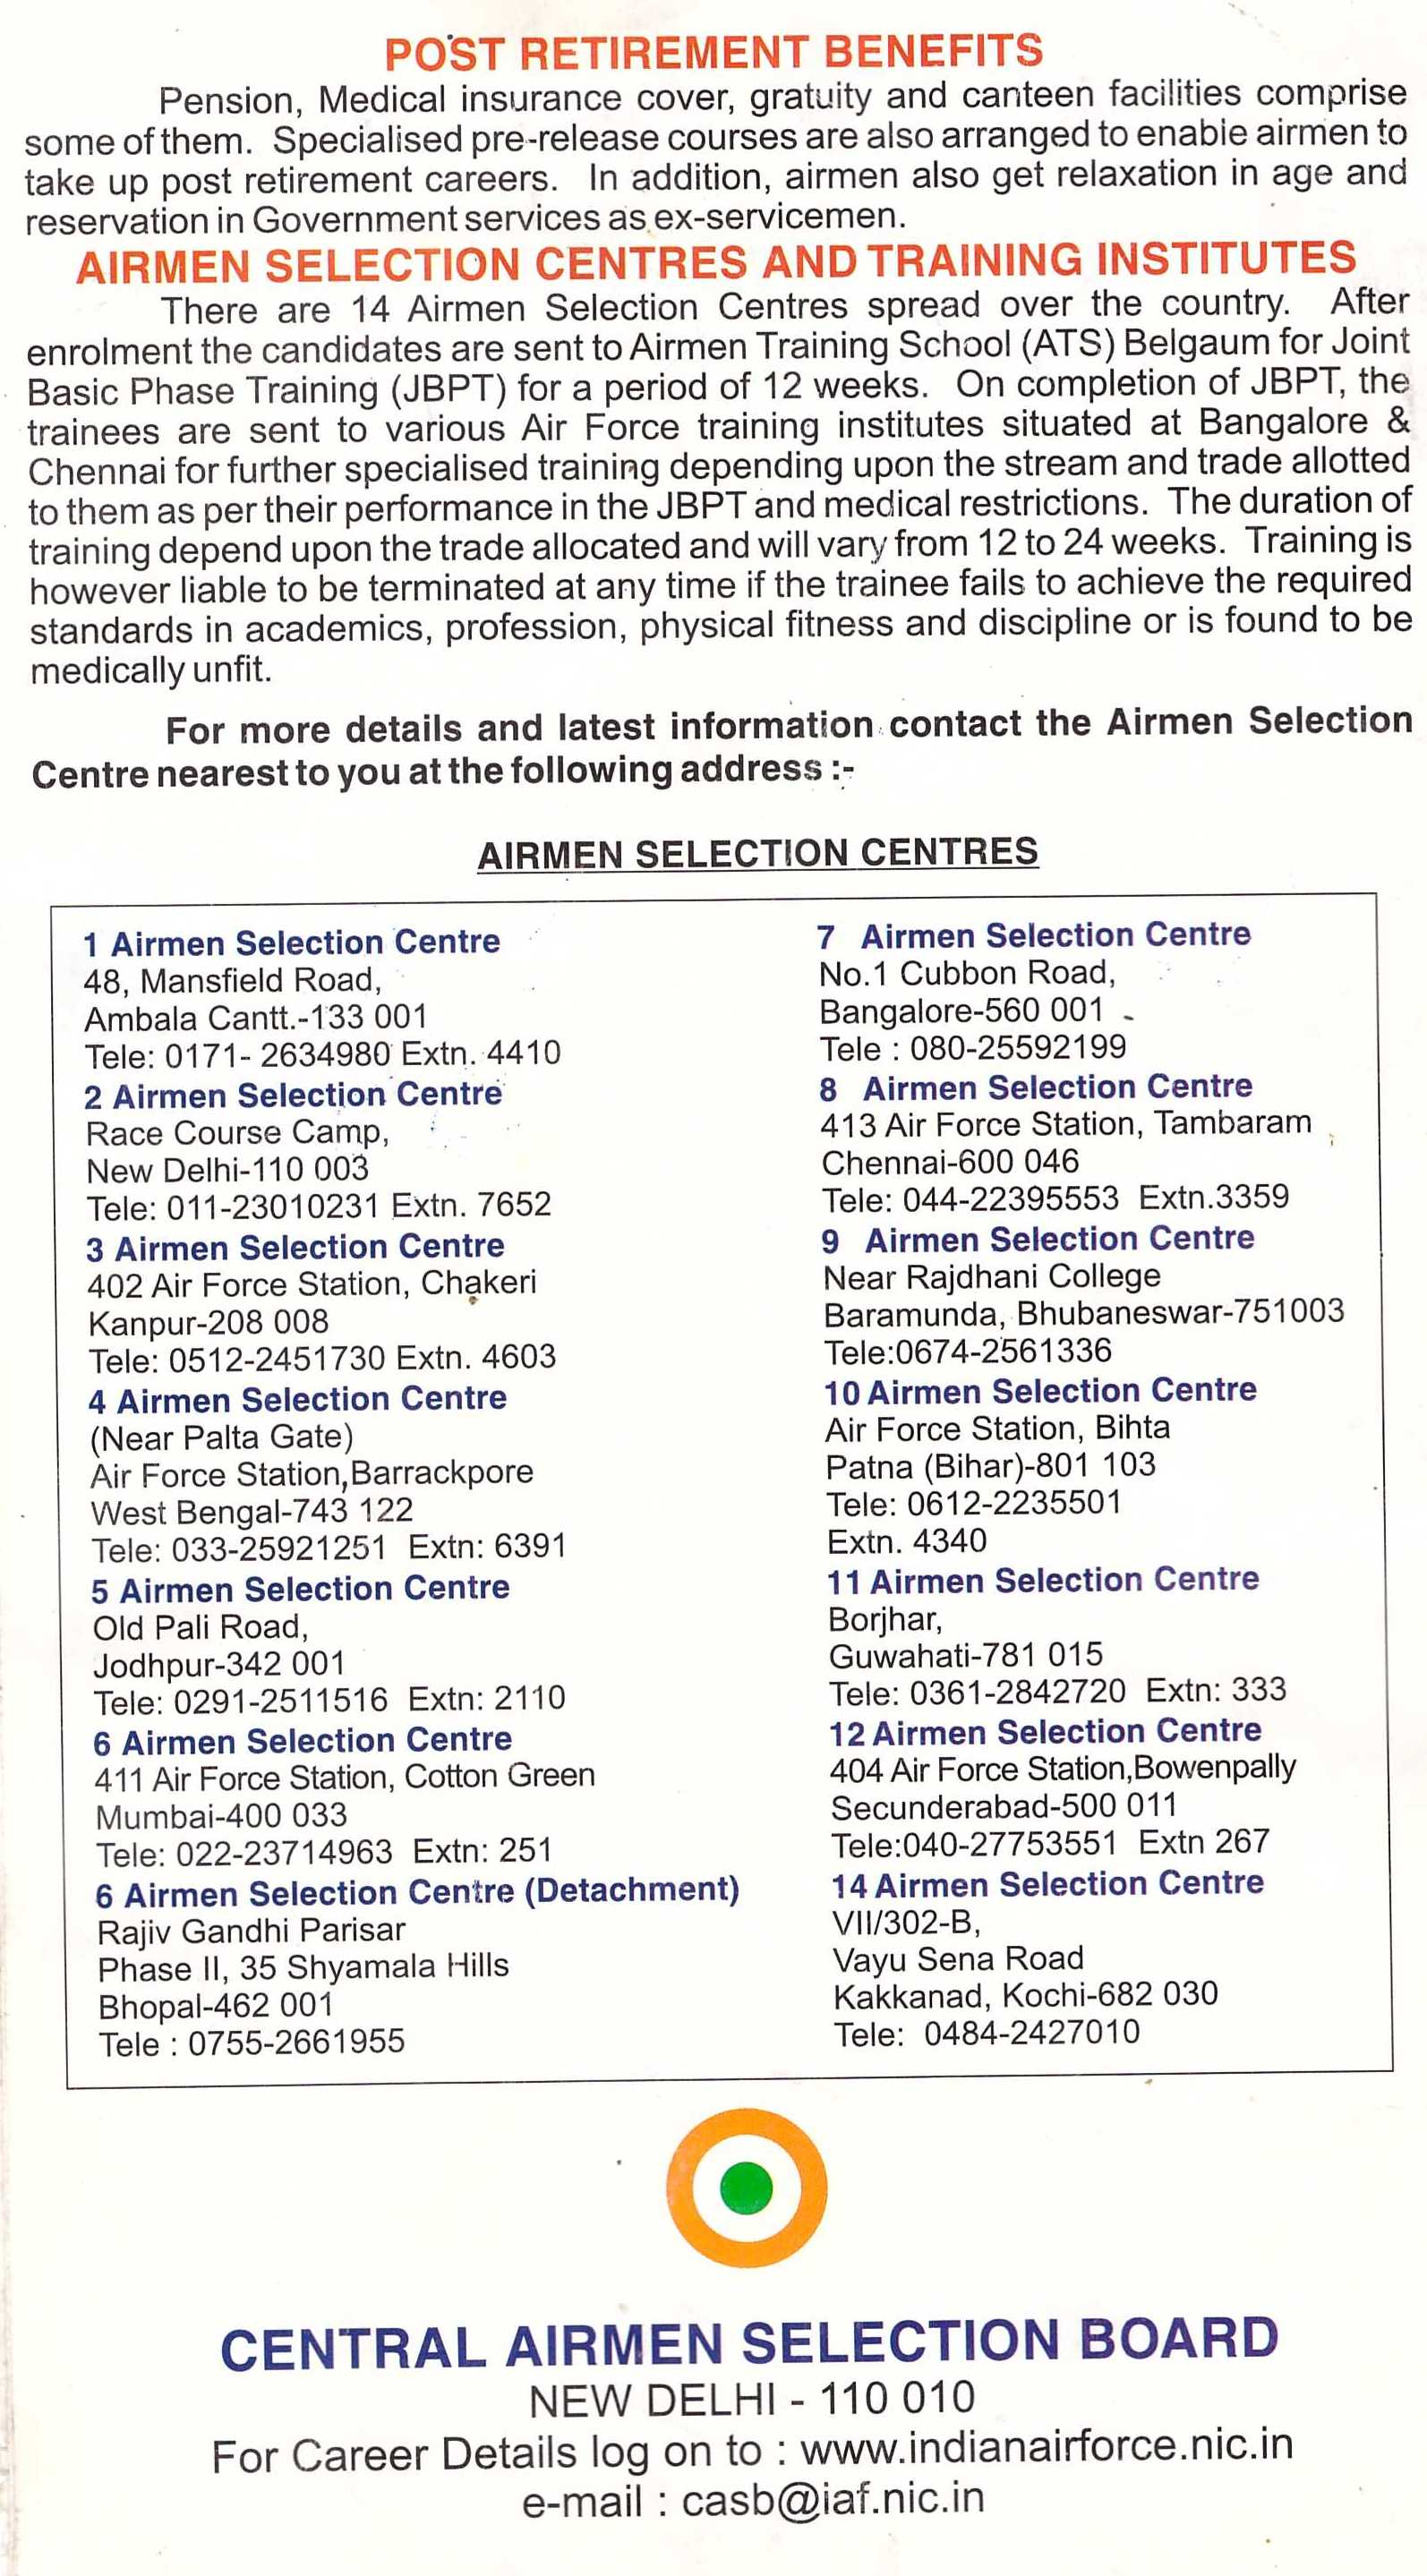 POST RETIREMENT BENEFITS
Pension, Medical insurance cover, gratuity and canteen facilities comprise
some of them. Specialised pre-release courses are also arranged to enable airmen to
take up post retirement careers. In addition, airmen also get relaxation in age and
reservation in Government services as ex-servicemen.
AIRMEN SELECTION CENTRES AND TRAINING INSTITUTES
There are 14 Airmen Selection Centres spread over the country. After
enrolment the candidates are sent to Airmen Training School (ATS) Belgaum for Joint
Basic Phase Training (JBPT) for a period of 12 weeks. On completion of JBPT, the
trainees are sent to various Air Force training institutes situated at Bangalore &
Chennai for further specialised training depending upon the stream and trade allotted
to them as per their performance in the JBPT and medical restrictions. The duration of
training depend upon the trade allocated and will vary from 12 to 24 weeks. Training is
however liable to be terminated at any time if the trainee fails to achieve the required
standards in academics, profession, physical fitness and discipline or is found to be
medically unfit.
For more details and latest information contact the Airmen Selection
Centre nearest to you at the following address :-
AIRMEN SELECTION CENTRES
1 Airmen Selection Centre
48, Mansfield Road,
Ambala Cantt.-133 001
Tele: 0171- 2634980 Extn. 4410
2 Airmen Selection Centre
Race Course Camp,
New Delhi-110 003
Tele: 011-23010231 Extn. 7652
3 Airmen Selection Centre
402 Air Force Station, Chakeri
Kanpur-208 008
Tele: 0512-2451730 Extn. 4603
4 Airmen Selection Centre
(Near Palta Gate)
Air Force Station,Barrackpore
West Bengal-743 122
Tele: 033-25921251 Extn: 6391
5 Airmen Selection Centre
Old Pali Road,
Jodhpur-342 001
Tele: 0291-2511516 Extn: 2110
6 Airmen Selection Centre
411 Air Force Station, Cotton Green
Mumbai-400 033
Tele: 022-23714963 Extn: 251
6 Airmen Selection Centre (Detachment)
Rajiv Gandhi Parisar
Phase II, 35 Shyamala Hills
Bhopal-462 001
Tele : 0755-2661955
7 Airmen Selection Centre
No.1 Cubbon Road,
Bangalore-560 001
Tele : 080-25592199
8 Airmen Selection Centre
413 Air Force Station, Tambaram
Chennai-600 046
Tele: 044-22395553 Extn.3359
9 Airmen Selection Centre
Near Rajdhani College
Baramunda, Bhubaneswar-751003
Tele:0674-2561336
10 Airmen Selection Centre
Air Force Station, Bihta
Patna (Bihar)-801 103
Tele: 0612-2235501
Extn. 4340
11 Airmen Selection Centre
Borjhar,
Guwahati-781 015
Tele: 0361-2842720 Extn: 333
12 Airmen Selection Centre
404 Air Force Station,Bowenpally
Secunderabad-500 011
Tele:040-27753551 Extn 267
14 Airmen Selection Centre
VII/302-B,
Vayu Sena Road
Kakkanad, Kochi-682 030
Tele: 0484-2427010
CENTRAL AIRMEN SELECTION BOARD
NEW DELHI - 110 010
For Career Details log on to : www.indianairforce.nic.in
e-mail : casb@iaf.nic.in